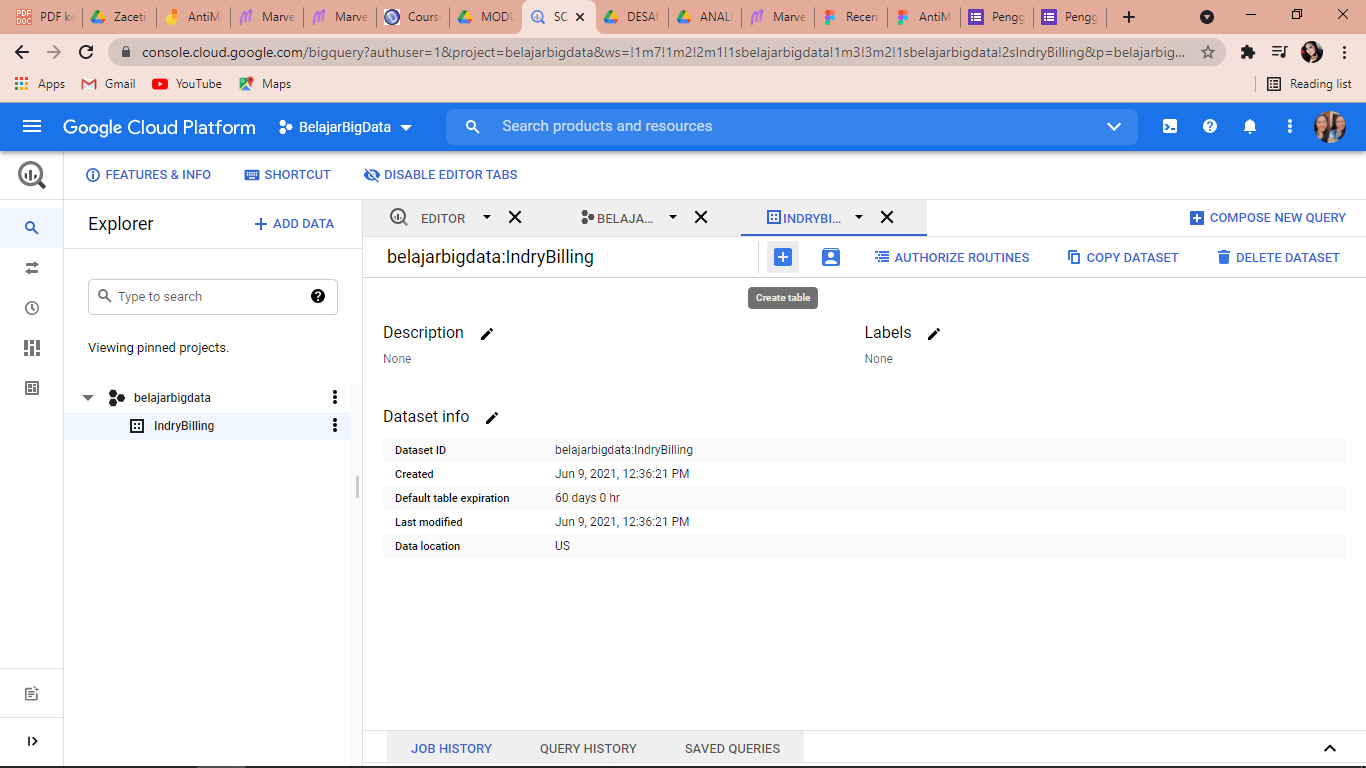 PDF ke
Zaceti
AntiMa
Marve
Marve
Cours
MODU
SC
DESAI
ANALI
Marve
Recen
AntiM
Pengg
Pengg
console.cloud.google.com/bigquery?authuser=1&project=belajarbigdata&ws=!1m7!1m2!2m1!1sbelajarbigdata!1m3!3m2!1sbelajarbigdata!2sIndryBilling&p=belajarbig...
Apps Gmail YouTube Maps Reading list
Google Cloud Platform BelajarBigData Search products and resources
FEATURES & INFO SHORTCUT DISABLE EDITOR TABS
Explorer + ADD DATA
Type to search
Viewing pinned projects.
belajarbigdata
IndryBilling
EDITOR BELAJA... INDRYBI... COMPOSE NEW QUERY
belajarbigdata:IndryBilling AUTHORIZE ROUTINES COPY DATASET DELETE DATASET
Create table
Description Labels
None None
Dataset info
Dataset ID belajarbigdata:IndryBilling
Created Jun 9, 2021, 12:36:21 PM
Default table expiration 60 days 0 hr
Last modified Jun 9, 2021, 12:36:21 PM
Data location US
JOB HISTORY QUERY HISTORY SAVED QUERIES